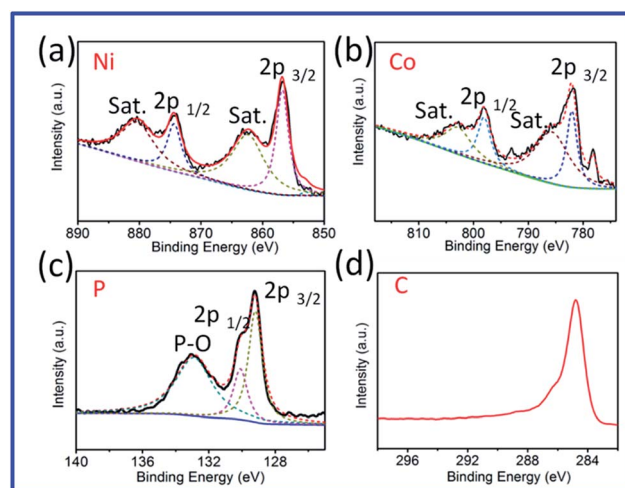 (a)
Ni
Sat.
2p 1/2
Sat.
2p 3/2
Intensity (a.u.)
890 880 870 860 850
Binding Energy (eV)
(b)
Co
Sat.
2p 1/2
Sat.
2p 3/2
Intensity (a.u.)
810 800 790 780
Binding Energy (eV)
(c)
P
P-O
2p 1/2
2p 3/2
Intensity (a.u.)
140 136 132 128
Binding Energy (eV)
(d)
C
Intensity (a.u.)
296 292 288 284
Binding Energy (eV)